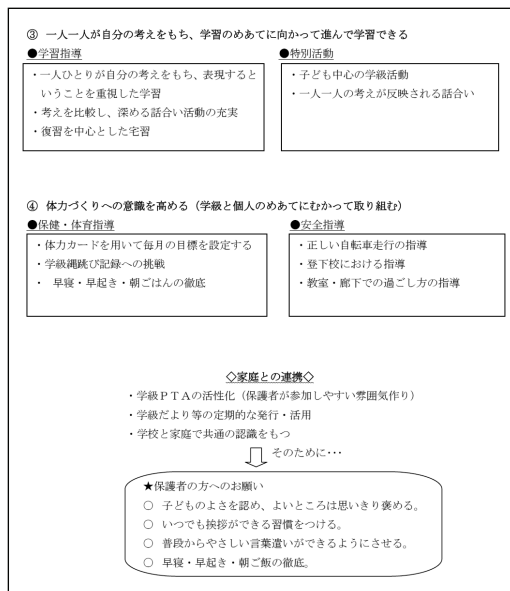 ③ 一人一人が自分の考えをもち、学習のめあてに向かって進んで学習できる
●学習指導
・一人ひとりが自分の考えをもち、表現すると
いうことを重視した学習
・考えを比較し、深める話合い活動の充実
・復習を中心とした宅習
●特別活動
・子ども中心の学級活動
・一人一人の考えが反映される話合い
④ 体力づくりへの意識を高める（学級と個人のめあてにむかって取り組む）
●保健・体育指導
・体力カードを用いて毎月の目標を設定する
・学級縄跳び記録への挑戦
・ 早寝・早起き・朝ごはんの徹底
●安全指導
・正しい自転車走行の指導
・登下校における指導
・教室・廊下での過ごし方の指導
◇家庭との連携◇
・学級ＰＴＡの活性化（保護者が参加しやすい雰囲気作り）
・学級だより等の定期的な発行・活用
・学校と家庭で共通の認識をもつ
そのために･･･
★保護者の方へのお願い
○ 子どものよさを認め、よいところは思いきり褒める。
○ いつでも挨拶ができる習慣をつける。
○ 普段からやさしい言葉遣いができるようにさせる。
○ 早寝・早起き・朝ご飯の徹底。